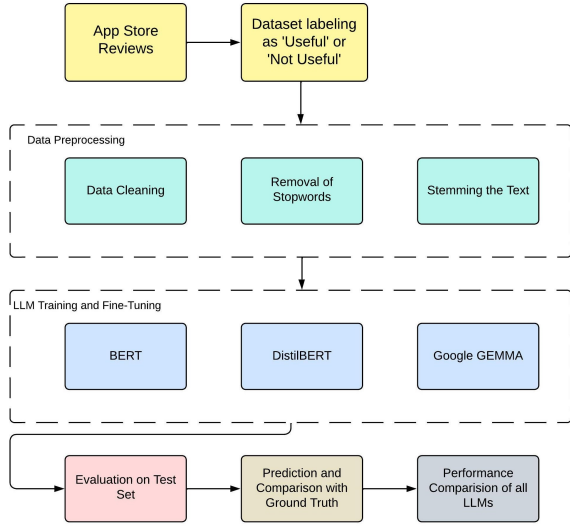 App Store
Reviews
Dataset labeling
as 'Useful' or
'Not Useful'
Data Preprocessing
Data Cleaning
Removal of
Stopwords
Stemming the Text
LLM Training and Fine-Tuning
BERT
DistilBERT
Google GEMMA
Evaluation on Test
Set
Prediction and
Comparison with
Ground Truth
Performance
Comparision of all
LLMs